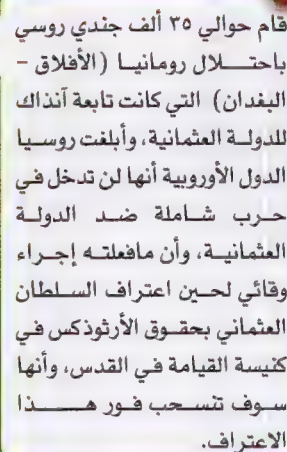 قام حوالي ٣٥ ألف جندي روسي
باحتلال رومانيا (الأفلاق –
البغدان) التي كانت تابعة آنذاك
للدولة العثمانية، وأبلغت روسيا
الدول الأوروبية أنها لن تدخل في
حرب شاملة ضد الدولة
العثمانية، وأن مافعلته إجراء
وقائي لحين اعتراف السلطان
العثماني بحقوق الأرثوذكس في
كنيسة القيامة في القدس، وأنها
سوف تنسحب فور هذا
الاعتراف.